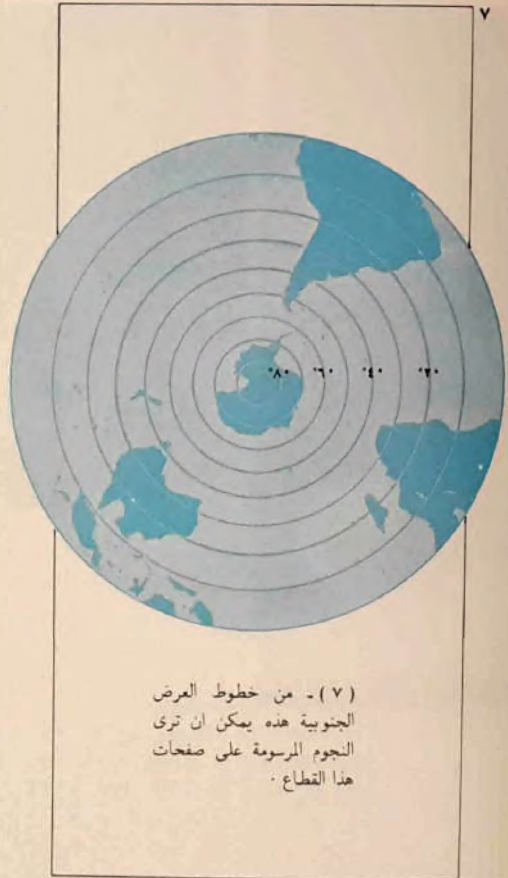 ٧
°٨٠ °٦٠ °٤٠ °٢٠
(٧)ـ من خطوط العرض
الجنوبية هذه يمكن ان ترى
النجوم المرسومة على صفحات
هذا القطاع ·